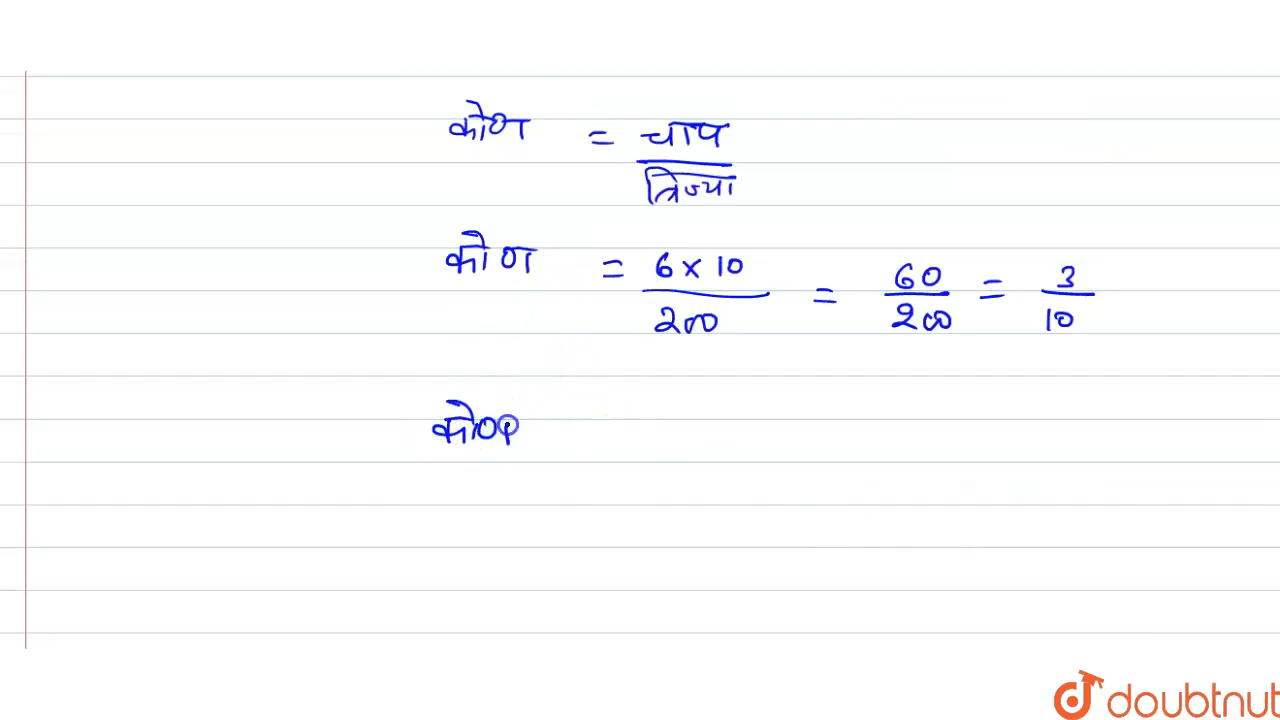 कोण = चाप / त्रिज्या
कोण = 6 × 10 / 200 = 60 / 200 = 3 / 10
कोण
doubtnut